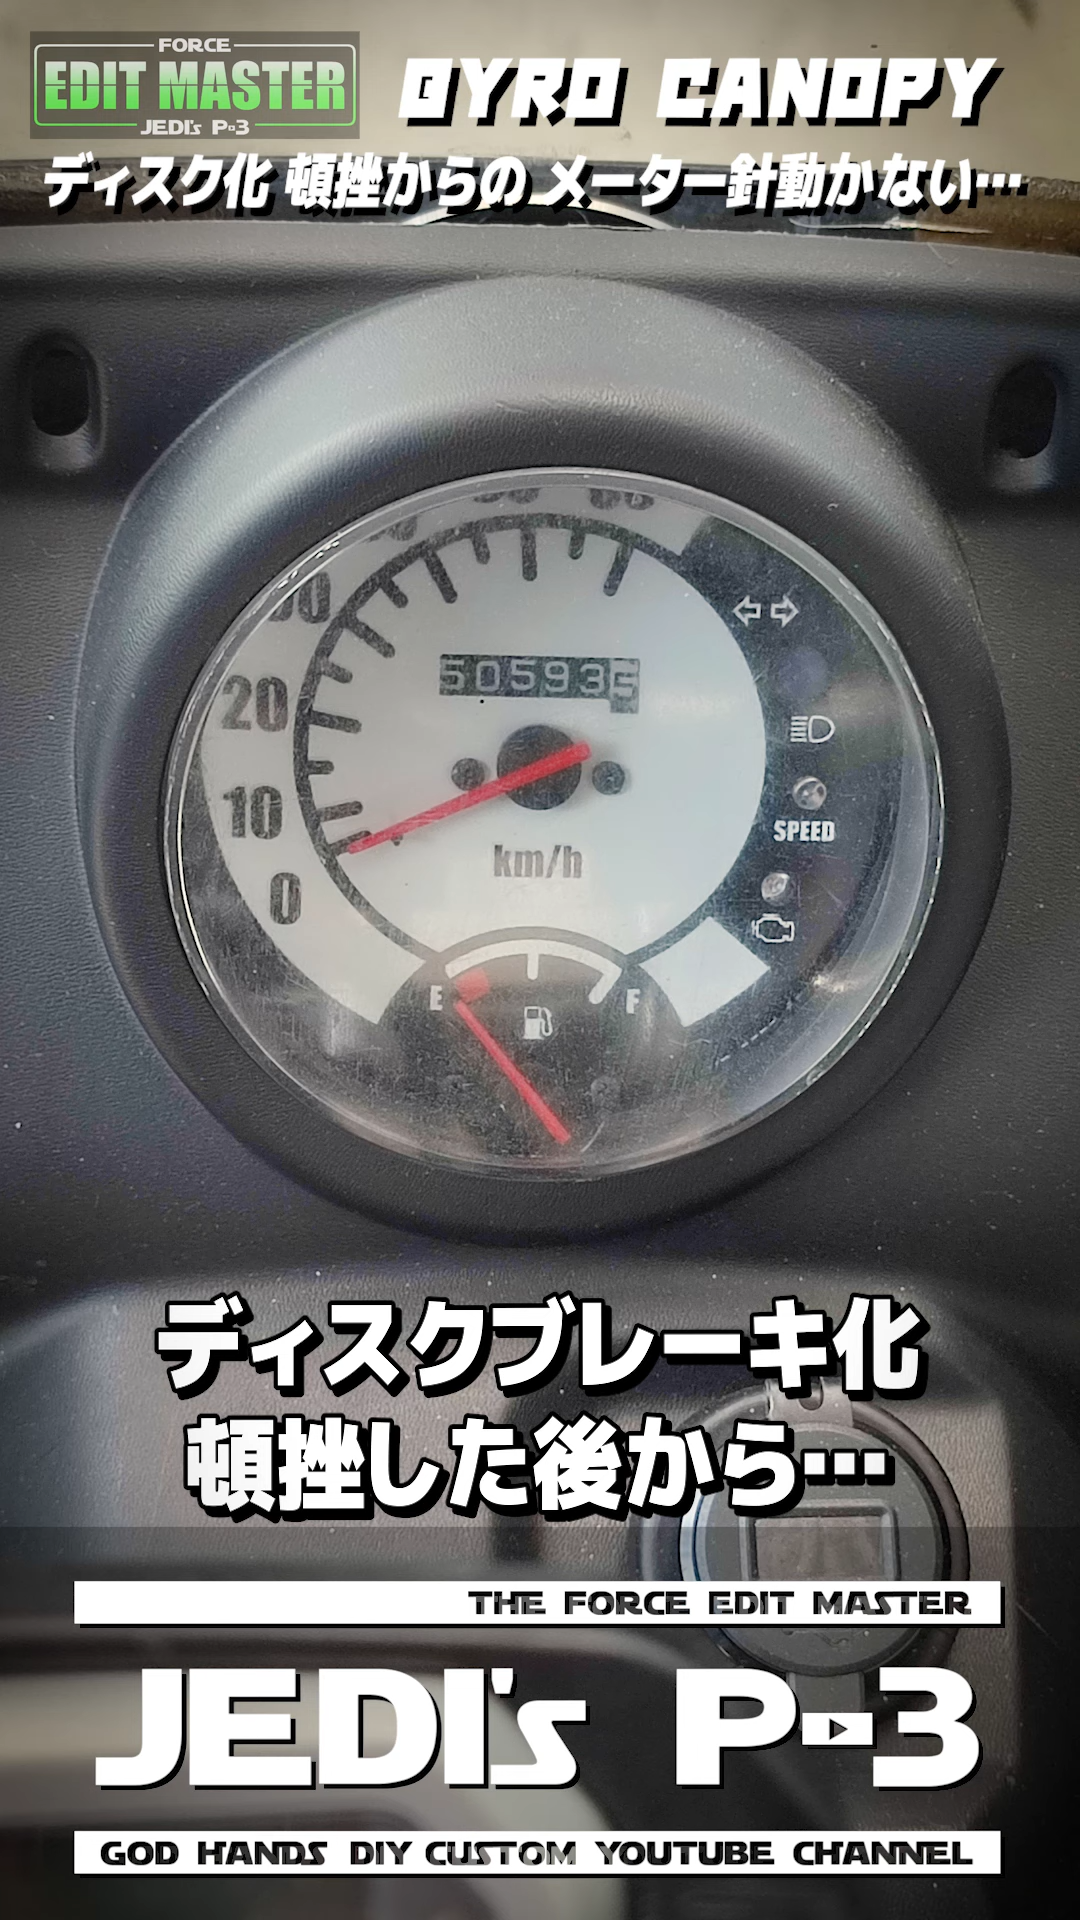 FORCE
EDIT MASTER
JEDI's P-3
GYRO CANOPY
ディスク化 頓挫からの メーター針動かない…
20
10
0
505935
km/h
SPEED
E
F
ディスクブレーキ化
頓挫した後から…
THE FORCE EDIT MASTER
JEDI's P-3
GOD HANDS DIY CUSTOM YOUTUBE CHANNEL